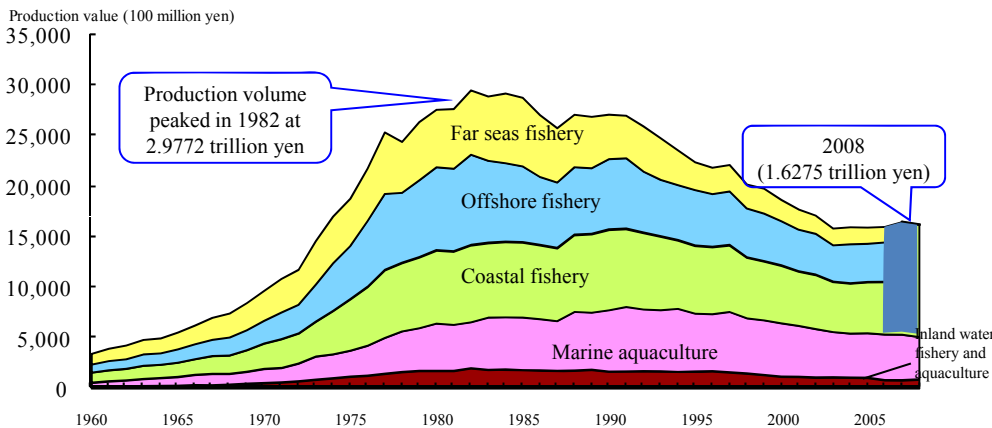 Production value (100 million yen)
35,000
30,000
25,000
20,000
15,000
10,000
5,000
0
Production volume
peaked in 1982 at
2.9772 trillion yen
Far seas fishery
2008
(1.6275 trillion yen)
Offshore fishery
Coastal fishery
Marine aquaculture
Inland water
fishery and
aquaculture
1960 1965 1970 1975 1980 1985 1990 1995 2000 2005